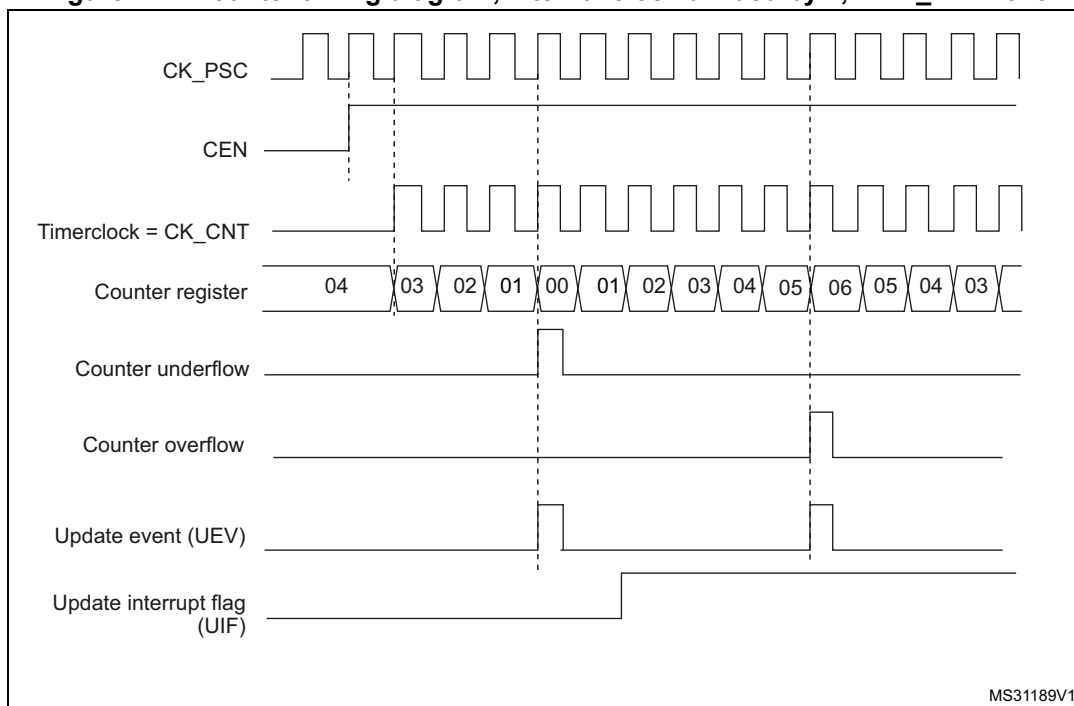 CK_PSC
CEN
Timerclock = CK_CNT
Counter register
04 03 02 01 00 01 02 03 04 05 06 05 04 03
Counter underflow
Counter overflow
Update event (UEV)
Update interrupt flag
(UIF)
MS31189V1